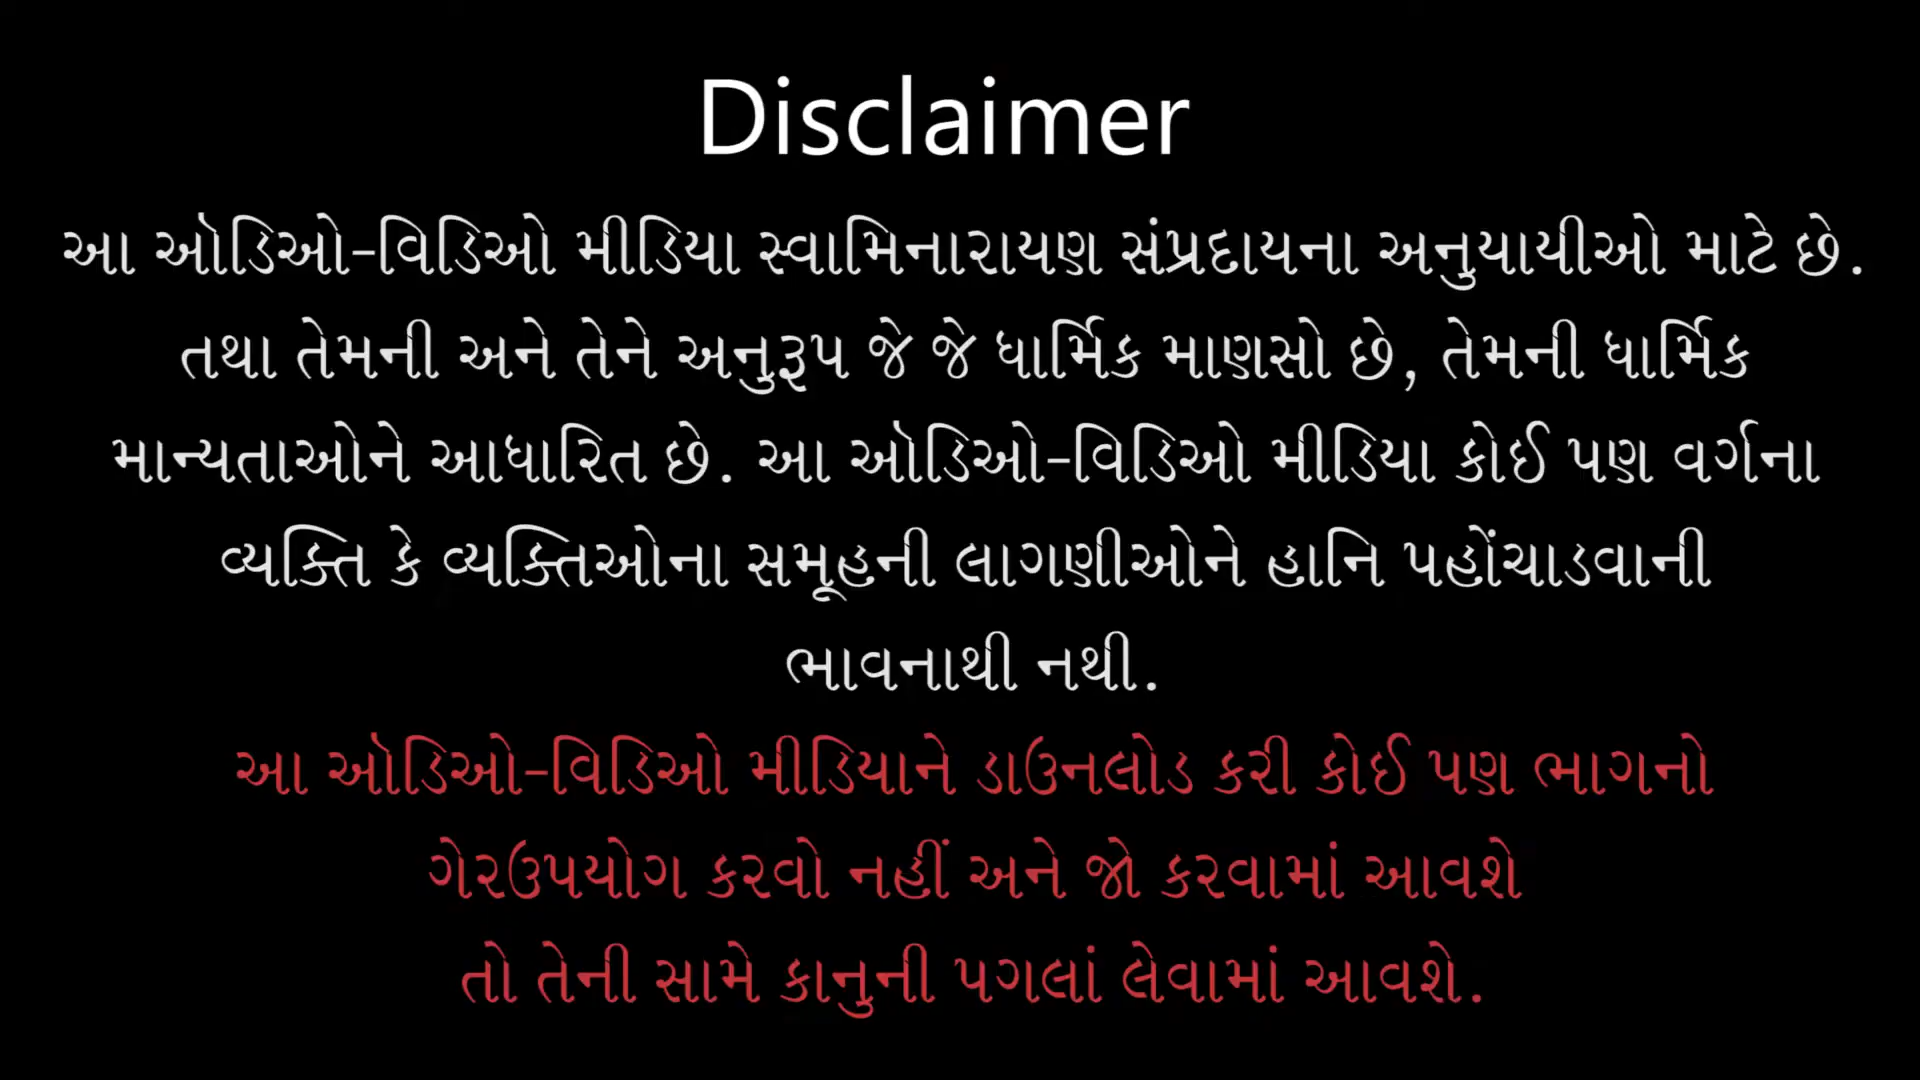 Disclaimer
આ ઓડિઓ-વિડિઓ મીડિયા સ્વામિનારાયણ સંપ્રદાયના અનુયાયીઓ માટે છે.
તથા તેમની અને તેને અનુરૂપ જે જે ધાર્મિક માણસો છે, તેમની ધાર્મિક
માન્યતાઓને આધારિત છે. આ ઓડિઓ-વિડિઓ મીડિયા કોઈ પણ વર્ગના
વ્યક્તિ કે વ્યક્તિઓના સમૂહની લાગણીઓને હાનિ પહોંચાડવાની
ભાવનાથી નથી.
આ ઓડિઓ-વિડિઓ મીડિયાને ડાઉનલોડ કરી કોઈ પણ ભાગનો
ગેરઉપયોગ કરવો નહીં અને જો કરવામાં આવશે
તો તેની સામે કાનુની પગલાં લેવામાં આવશે.